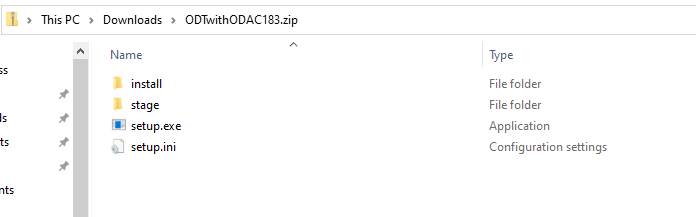 This PC > Downloads > ODTwithODAC183.zip
Name Type
ss install File folder
stage File folder
ls setup.exe Application
ts setup.ini Configuration settings
nts